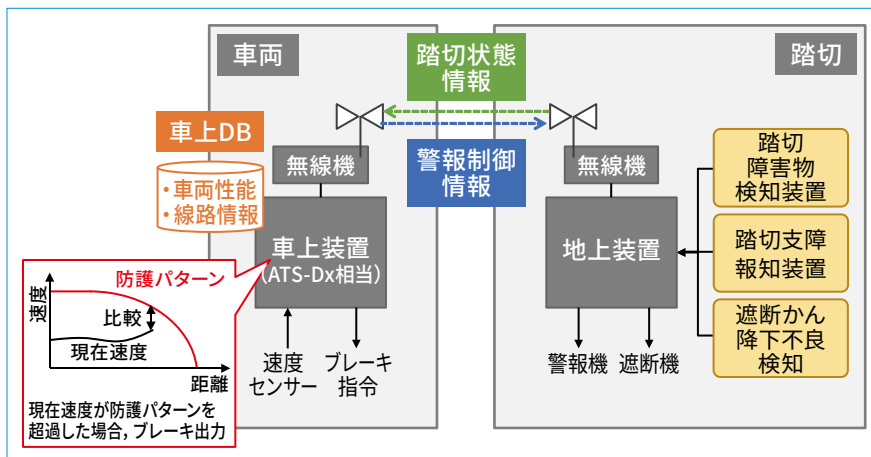 車両
踏切状態
情報
踏切
車上DB
無線機
警報制御
情報
無線機
踏切
障害物
検知装置
・車両性能
・線路情報
車上装置
（ATS-Dx相当）
地上装置
踏切支障
報知装置
防護パターン
速度
比較
現在速度
距離
現在速度が防護パターンを
超過した場合，ブレーキ出力
速度
センサー
ブレーキ
指令
警報機
遮断機
遮断かん
降下不良
検知